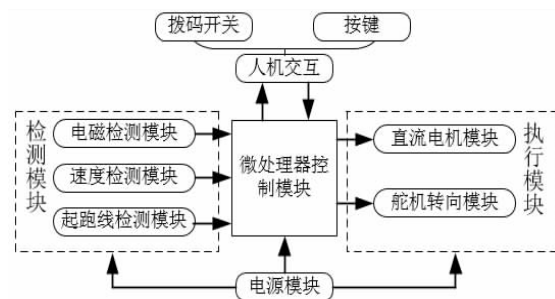 拨码开关
按键
人机交互
检测模块
电磁检测模块
速度检测模块
起跑线检测模块
微处理器控
制模块
直流电机模块
舵机转向模块
执行模块
电源模块